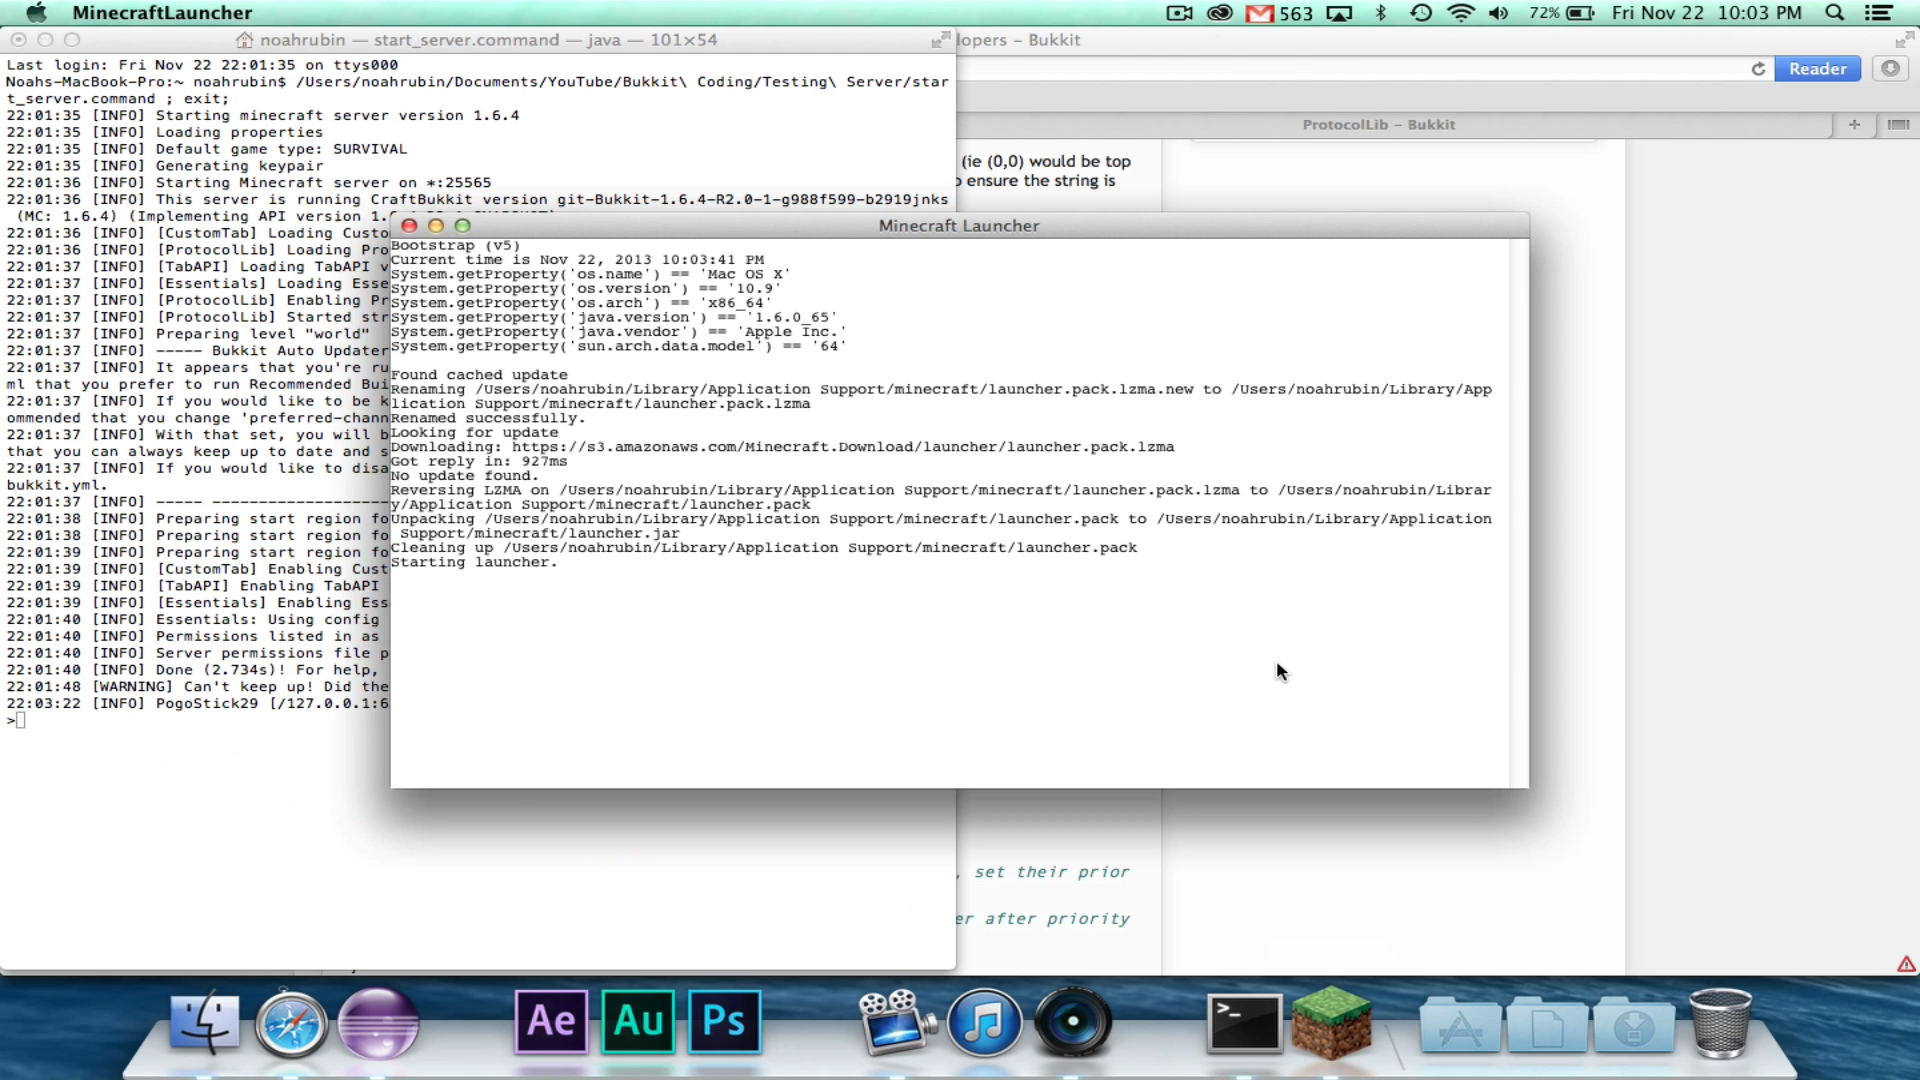 MinecraftLauncher
563
72%
Fri Nov 22 10:03 PM
noahrubin — start_server.command — java — 101×54
lopers – Bukkit
Reader
ProtocolLib – Bukkit
Last login: Fri Nov 22 22:01:35 on ttys000
Noahs-MacBook-Pro:~ noahrubin$ /Users/noahrubin/Documents/YouTube/Bukkit\ Coding/Testing\ Server/star
t_server.command ; exit;
22:01:35 [INFO] Starting minecraft server version 1.6.4
22:01:35 [INFO] Loading properties
22:01:35 [INFO] Default game type: SURVIVAL
22:01:35 [INFO] Generating keypair
22:01:36 [INFO] Starting Minecraft server on *:25565
22:01:36 [INFO] This server is running CraftBukkit version git-Bukkit-1.6.4-R2.0-1-g988f599-b2919jnks
(MC: 1.6.4) (Implementing API version 1.
22:01:36 [INFO] [CustomTab] Loading Custo
22:01:36 [INFO] [ProtocolLib] Loading Pro
22:01:37 [INFO] [TabAPI] Loading TabAPI v
22:01:37 [INFO] [Essentials] Loading Esse
22:01:37 [INFO] [ProtocolLib] Enabling Pr
22:01:37 [INFO] [ProtocolLib] Started str
22:01:37 [INFO] Preparing level "world"
22:01:37 [INFO] ----- Bukkit Auto Updater
22:01:37 [INFO] It appears that you're ru
ml that you prefer to run Recommended Bui
22:01:37 [INFO] If you would like to be k
ommended that you change 'preferred-chann
22:01:37 [INFO] With that set, you will b
that you can always keep up to date and s
22:01:37 [INFO] If you would like to disa
bukkit.yml.
22:01:37 [INFO] ----- -------------------
22:01:38 [INFO] Preparing start region fo
22:01:38 [INFO] Preparing start region fo
22:01:39 [INFO] Preparing start region fo
22:01:39 [INFO] [CustomTab] Enabling Cust
22:01:39 [INFO] [TabAPI] Enabling TabAPI
22:01:39 [INFO] [Essentials] Enabling Ess
22:01:40 [INFO] Essentials: Using config
22:01:40 [INFO] Permissions listed in as
22:01:40 [INFO] Server permissions file p
22:01:40 [INFO] Done (2.734s)! For help,
22:01:48 [WARNING] Can't keep up! Did the
22:03:22 [INFO] PogoStick29 [/127.0.0.1:6
>
(ie (0,0) would be top
o ensure the string is
Minecraft Launcher
Bootstrap (v5)
Current time is Nov 22, 2013 10:03:41 PM
System.getProperty('os.name') == 'Mac OS X'
System.getProperty('os.version') == '10.9'
System.getProperty('os.arch') == 'x86_64'
System.getProperty('java.version') == '1.6.0_65'
System.getProperty('java.vendor') == 'Apple Inc.'
System.getProperty('sun.arch.data.model') == '64'
Found cached update
Renaming /Users/noahrubin/Library/Application Support/minecraft/launcher.pack.lzma.new to /Users/noahrubin/Library/App
lication Support/minecraft/launcher.pack.lzma
Renamed successfully.
Looking for update
Downloading: https://s3.amazonaws.com/Minecraft.Download/launcher/launcher.pack.lzma
Got reply in: 927ms
No update found.
Reversing LZMA on /Users/noahrubin/Library/Application Support/minecraft/launcher.pack.lzma to /Users/noahrubin/Librar
y/Application Support/minecraft/launcher.pack
Unpacking /Users/noahrubin/Library/Application Support/minecraft/launcher.pack to /Users/noahrubin/Library/Application
Support/minecraft/launcher.jar
Cleaning up /Users/noahrubin/Library/Application Support/minecraft/launcher.pack
Starting launcher.
, set their prior
er after priority
Ae
Au
Ps
>_